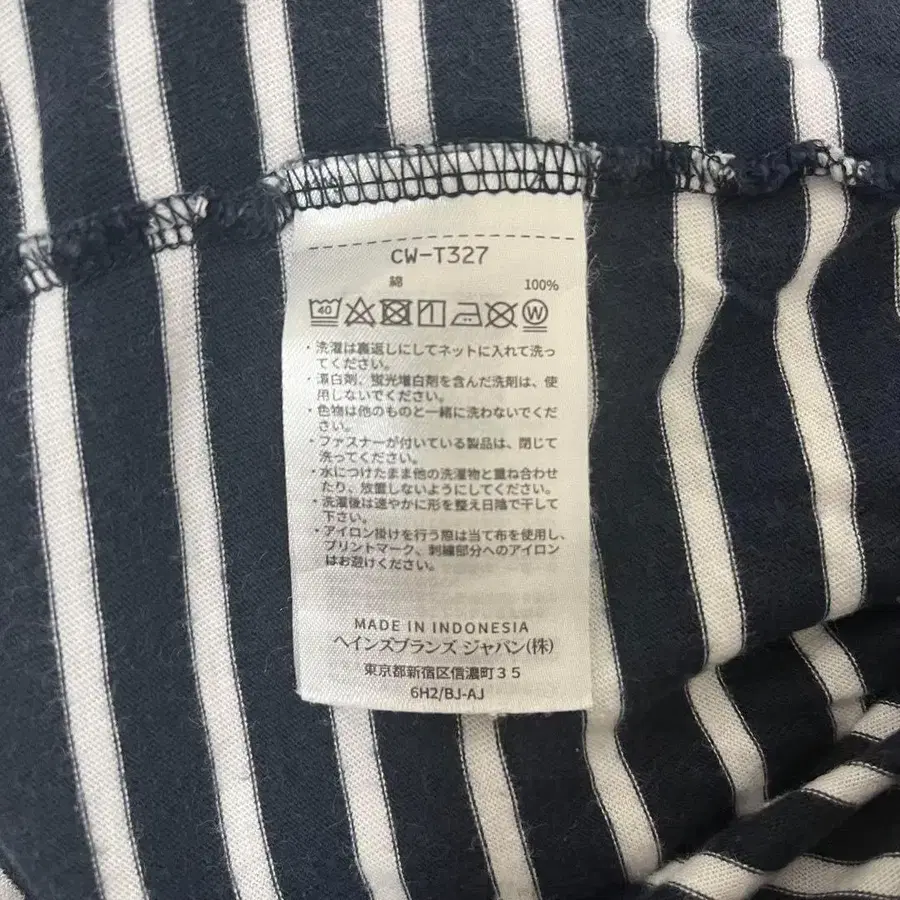 CW-T327
綿 100%
40 W
・洗濯は裏返しにしてネットに入れて洗っ
てください。
・漂白剤、蛍光増白剤を含んだ洗剤は、使
用しないでください。
・色物は他のものと一緒に洗わないでくだ
さい。
・ファスナーが付いている製品は、閉じて
洗ってください。
・水につけたまま他の洗濯物と重ね合わせ
たり、放置しないようにしてください。
・洗濯後は速やかに形を整え日陰で干して
下さい。
・アイロン掛けを行う際は当て布を使用し、
プリントマーク、刺繍部分へのアイロン
はお避けください。
MADE IN INDONESIA
ヘインズブランズ ジャパン(株)
東京都新宿区信濃町35
6H2/BJ-AJ